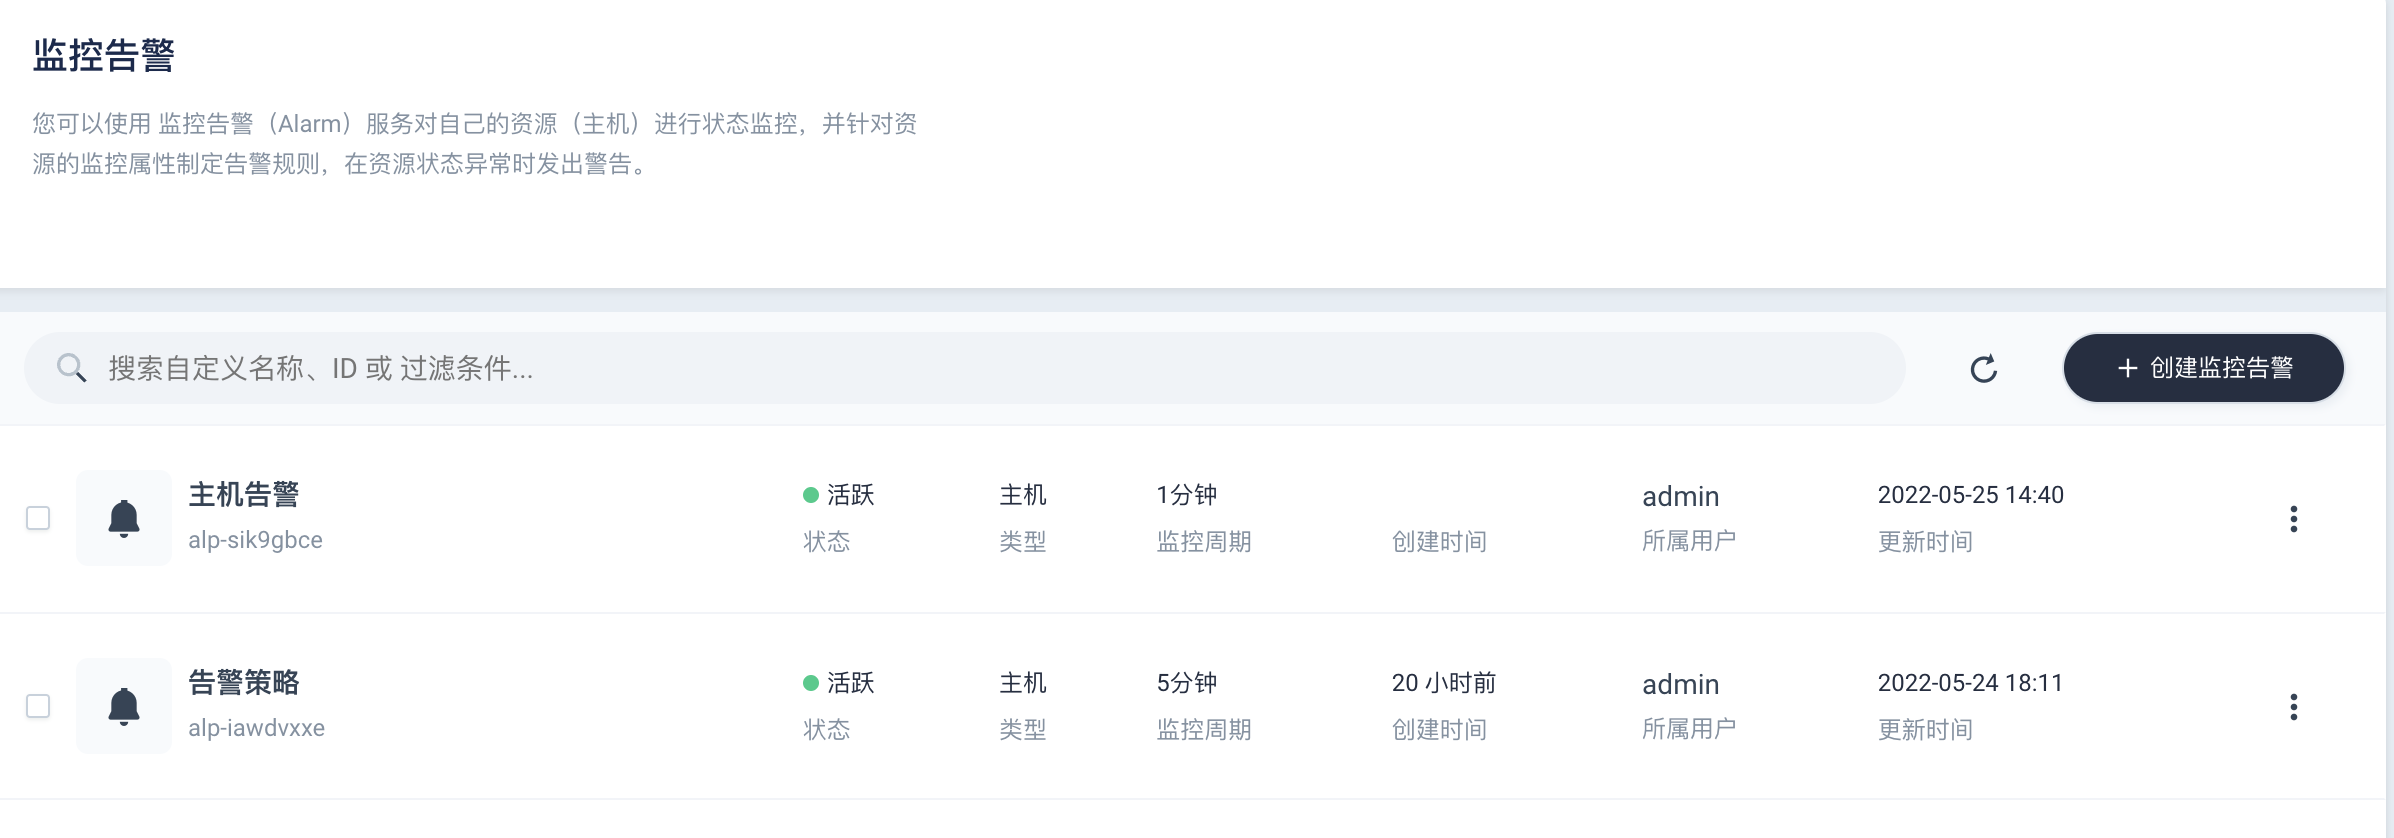 监控告警
您可以使用 监控告警（Alarm）服务对自己的资源（主机）进行状态监控，并针对资
源的监控属性制定告警规则，在资源状态异常时发出警告。
搜索自定义名称、ID 或 过滤条件...
创建监控告警
主机告警 活跃 主机 1分钟 admin 2022-05-25 14:40
alp-sik9gbce 状态 类型 监控周期 创建时间 所属用户 更新时间
告警策略 活跃 主机 5分钟 20 小时前 admin 2022-05-24 18:11
alp-iawdvxxe 状态 类型 监控周期 创建时间 所属用户 更新时间